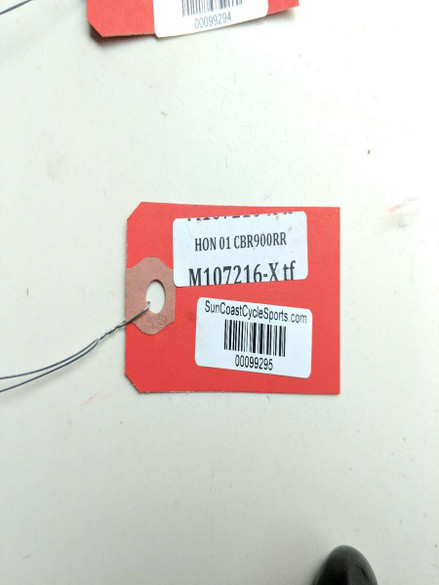 00099294
HON 01 CBR900RR
M107216-X tf
SunCoastCycleSports.com
00099295